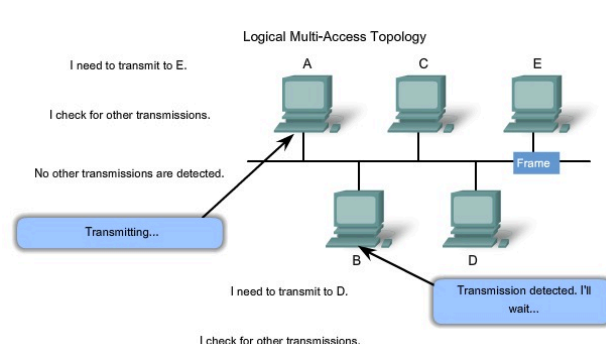 Logical Multi-Access Topology
I need to transmit to E.
A
C
E
I check for other transmissions.
No other transmissions are detected.
Frame
Transmitting...
B
D
I need to transmit to D.
Transmission detected. I'll
wait...
I check for other transmissions.